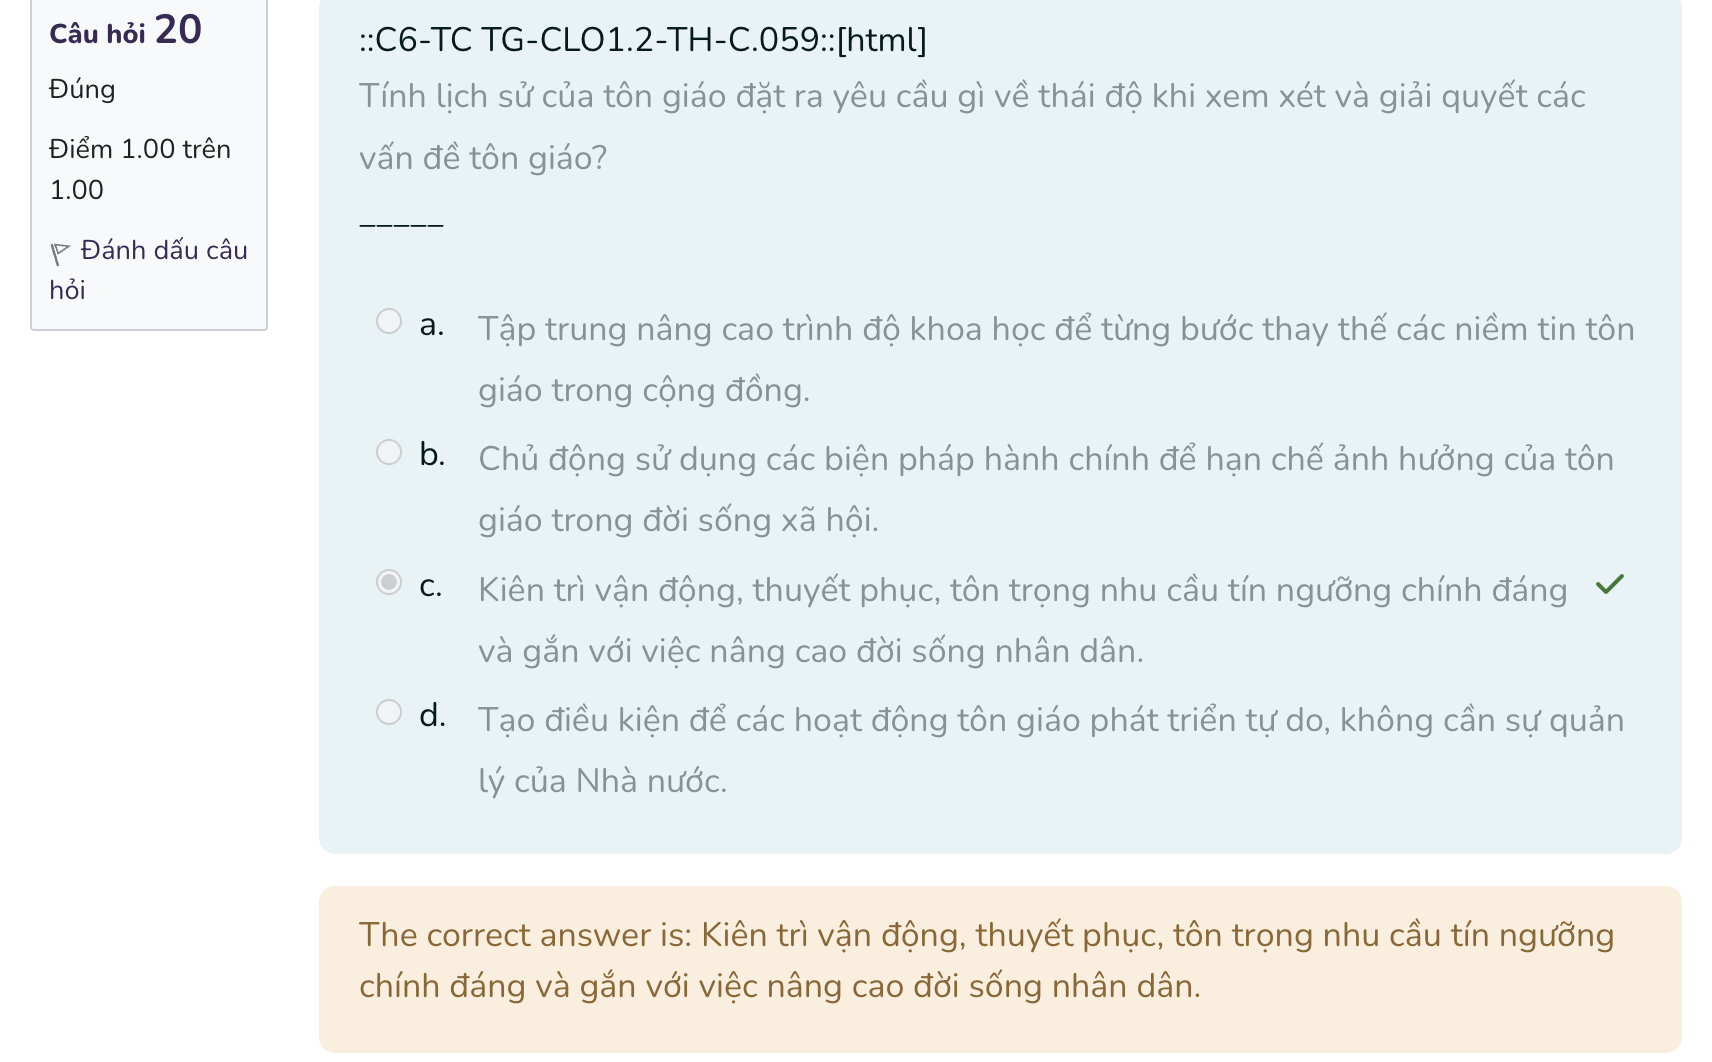 Câu hỏi 20
Đúng
Điểm 1.00 trên
1.00
Đánh dấu câu
hỏi
::C6-TC TG-CLO1.2-TH-C.059::[html]
Tính lịch sử của tôn giáo đặt ra yêu cầu gì về thái độ khi xem xét và giải quyết các
vấn đề tôn giáo?
_____
a. Tập trung nâng cao trình độ khoa học để từng bước thay thế các niềm tin tôn
giáo trong cộng đồng.
b. Chủ động sử dụng các biện pháp hành chính để hạn chế ảnh hưởng của tôn
giáo trong đời sống xã hội.
c. Kiên trì vận động, thuyết phục, tôn trọng nhu cầu tín ngưỡng chính đáng
và gắn với việc nâng cao đời sống nhân dân.
d. Tạo điều kiện để các hoạt động tôn giáo phát triển tự do, không cần sự quản
lý của Nhà nước.
The correct answer is: Kiên trì vận động, thuyết phục, tôn trọng nhu cầu tín ngưỡng
chính đáng và gắn với việc nâng cao đời sống nhân dân.